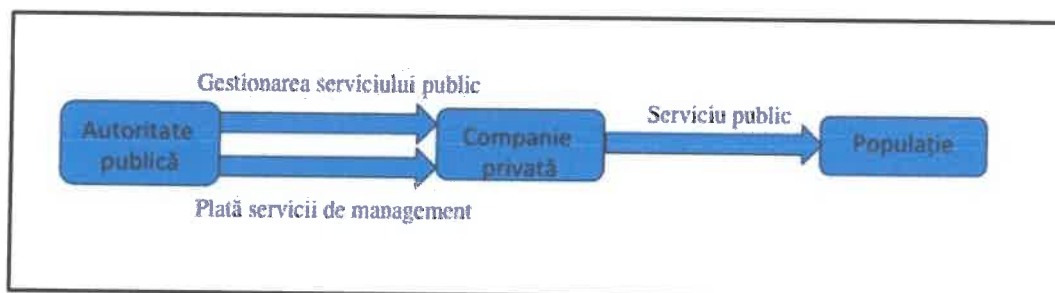 Gestionarea serviciului public
Autoritate
publică
Companie
privată
Serviciu public
Populație
Plată servicii de management